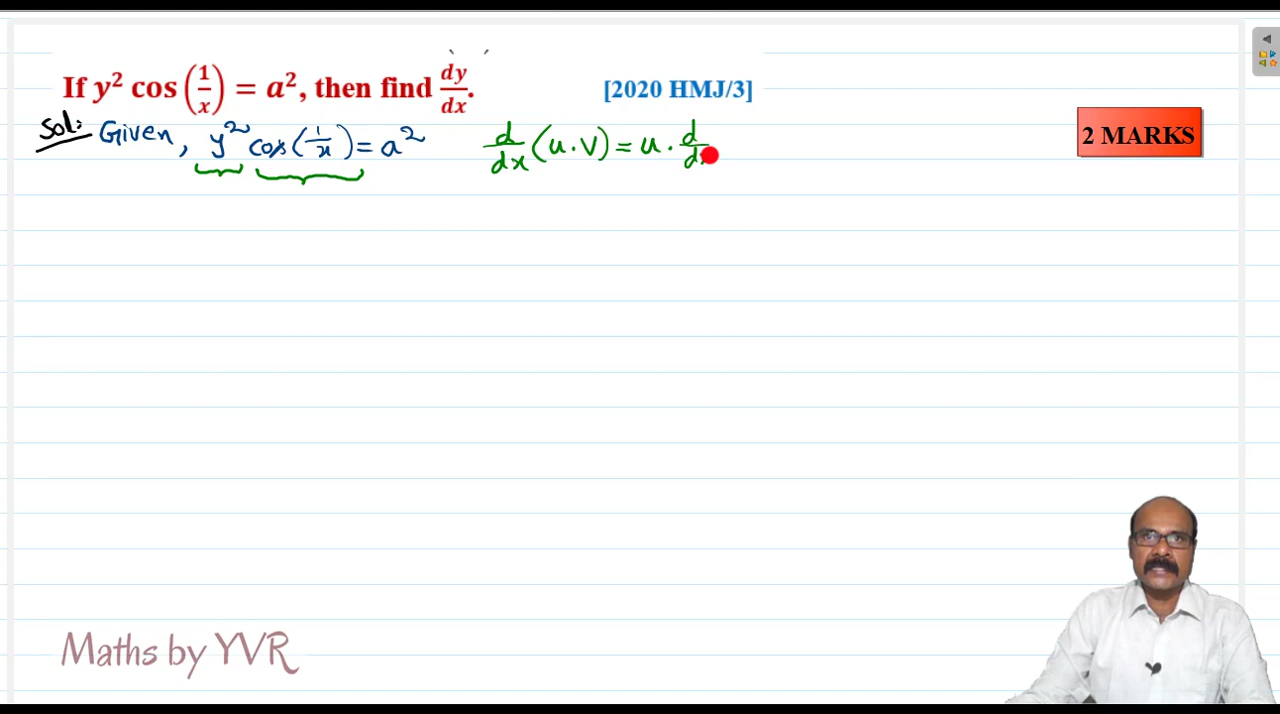 If y² cos (1/x) = a², then find dy/dx. [2020 HMJ/3]
2 MARKS
Sol: Given, y² cos(1/x) = a² d/dx (u·v) = u · d/dx
Maths by YVR